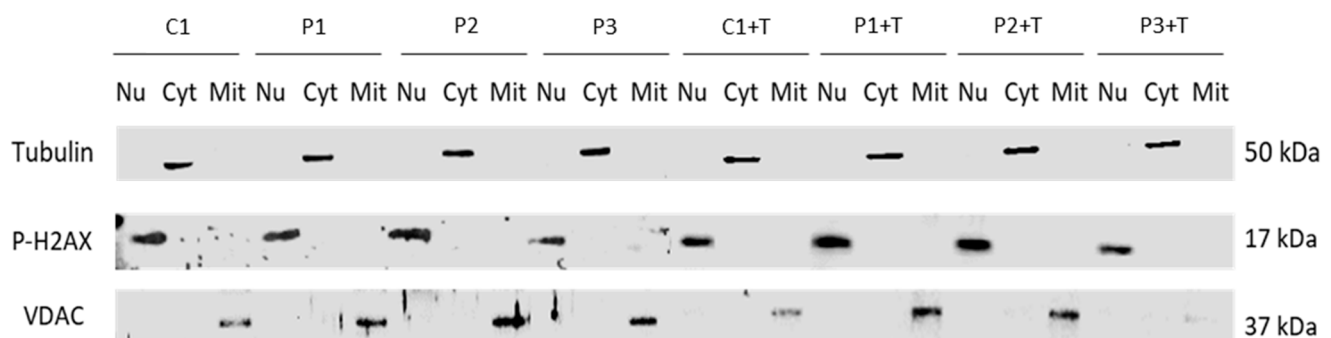 C1 P1 P2 P3 C1+T P1+T P2+T P3+T
Nu Cyt Mit Nu Cyt Mit Nu Cyt Mit Nu Cyt Mit Nu Cyt Mit Nu Cyt Mit Nu Cyt Mit Nu Cyt Mit
Tubulin 50 kDa
P-H2AX 17 kDa
VDAC 37 kDa